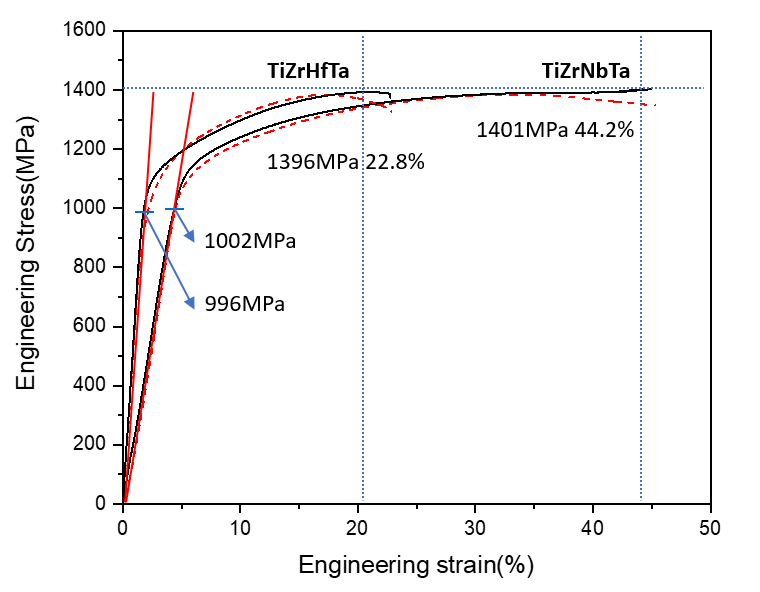 1600
1400
1200
1000
800
600
400
200
0
Engineering Stress(MPa)
TiZrHfTa
TiZrNbTa
1401MPa 44.2%
1396MPa 22.8%
1002MPa
996MPa
0 10 20 30 40 50
Engineering strain(%)